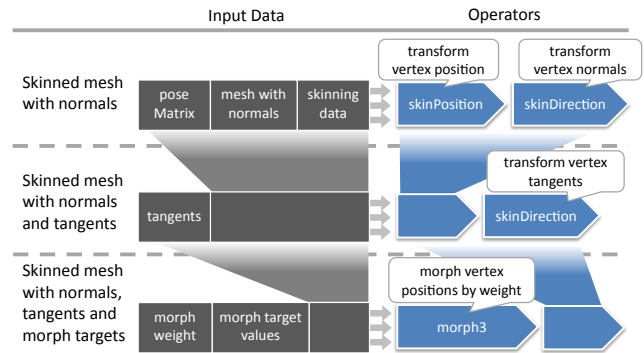 Input Data
Operators
Skinned mesh
with normals
pose
Matrix
mesh with
normals
skinning
data
transform
vertex position
skinPosition
transform
vertex normals
skinDirection
Skinned mesh
with normals
and tangents
tangents
transform vertex
tangents
skinDirection
Skinned mesh
with normals,
tangents and
morph targets
morph
weight
morph target
values
morph vertex
positions by weight
morph3